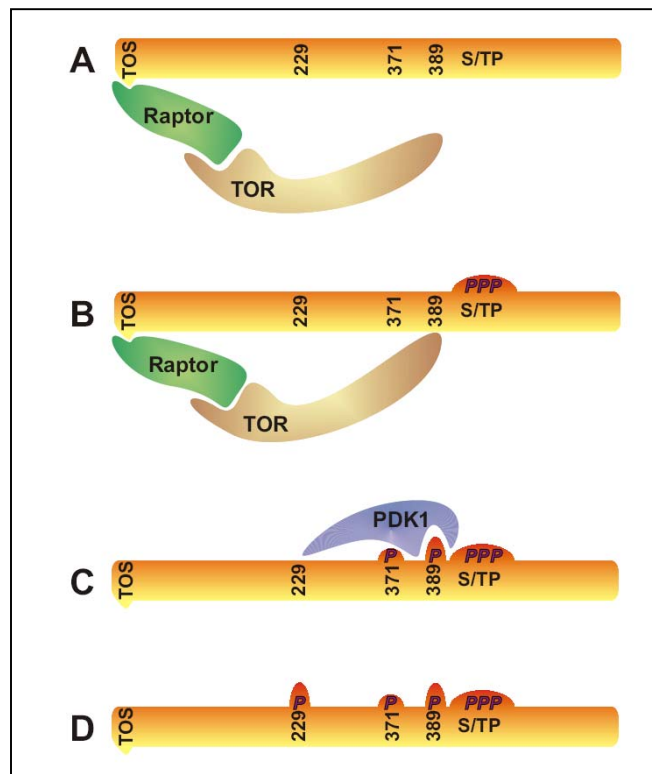 A TOS 229 371 389 S/TP
Raptor
TOR
PPP
B TOS 229 371 389 S/TP
Raptor
TOR
PDK1
P P PPP
C TOS 229 371 389 S/TP
P P P PPP
D TOS 229 371 389 S/TP